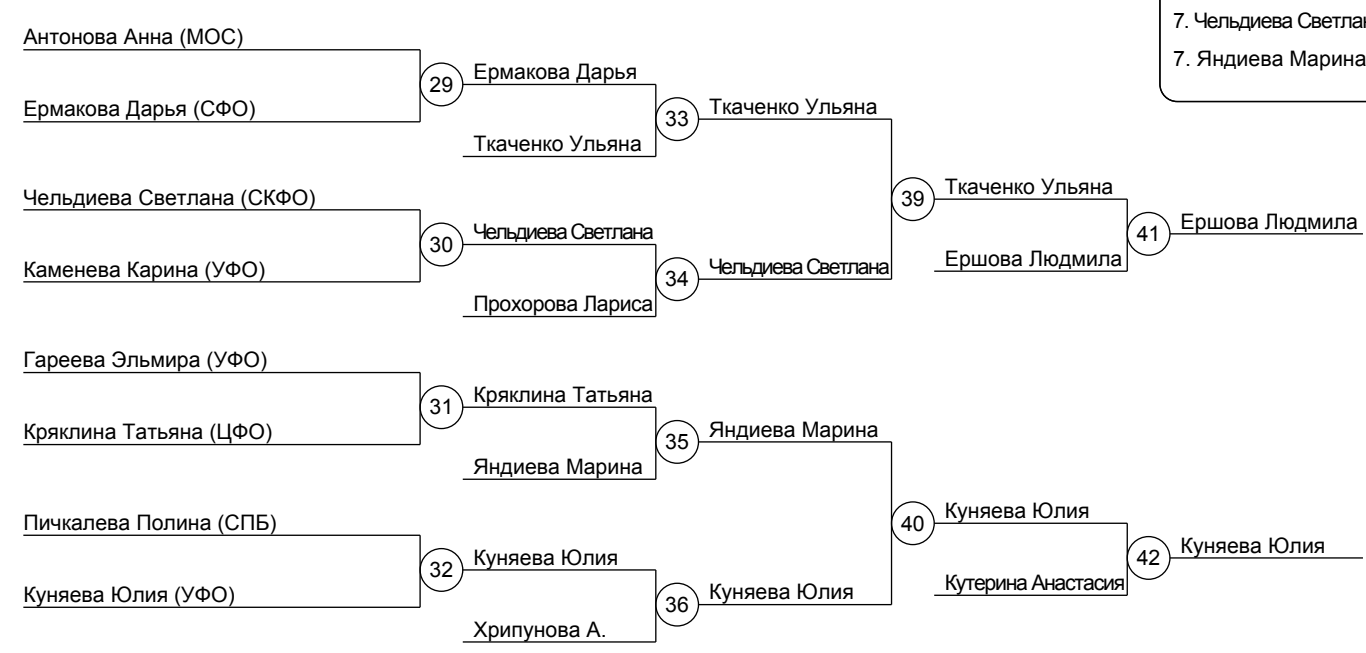 7. Чельдиева
7. Яндиева Марина
Антонова Анна (МОС)
29
Ермакова Дарья
Ермакова Дарья (СФО)
33
Ткаченко Ульяна
Ткаченко Ульяна
Чельдиева Светлана (СКФО)
39
Ткаченко Ульяна
30
Чельдиева Светлана
41
Ершова Людмила
Каменева Карина (УФО)
34
Чельдиева Светлана
Ершова Людмила
Прохорова Лариса
Гареева Эльмира (УФО)
31
Кряклина Татьяна
Кряклина Татьяна (ЦФО)
35
Яндиева Марина
Яндиева Марина
Пичкалева Полина (СПБ)
40
Куняева Юлия
32
Куняева Юлия
42
Куняева Юлия
Куняева Юлия (УФО)
36
Куняева Юлия
Кутерина Анастасия
Хрипунова А.